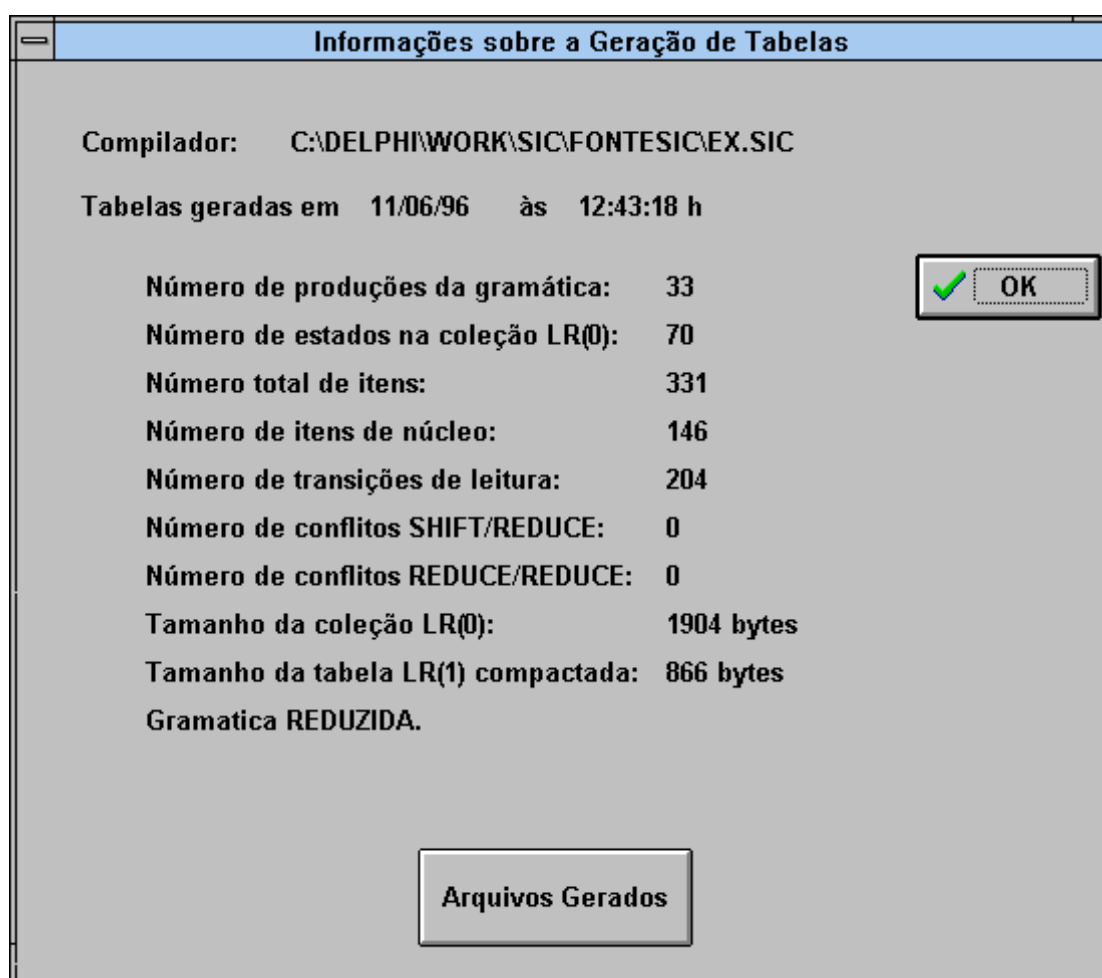 Informações sobre a Geração de Tabelas
Compilador: C:\DELPHI\WORK\SIC\FONTESIC\EX.SIC
Tabelas geradas em 11/06/96 às 12:43:18 h
Número de produções da gramática: 33
OK
Número de estados na coleção LR(0): 70
Número total de itens: 331
Número de itens de núcleo: 146
Número de transições de leitura: 204
Número de conflitos SHIFT/REDUCE: 0
Número de conflitos REDUCE/REDUCE: 0
Tamanho da coleção LR(0): 1904 bytes
Tamanho da tabela LR(1) compactada: 866 bytes
Gramatica REDUZIDA.
Arquivos Gerados